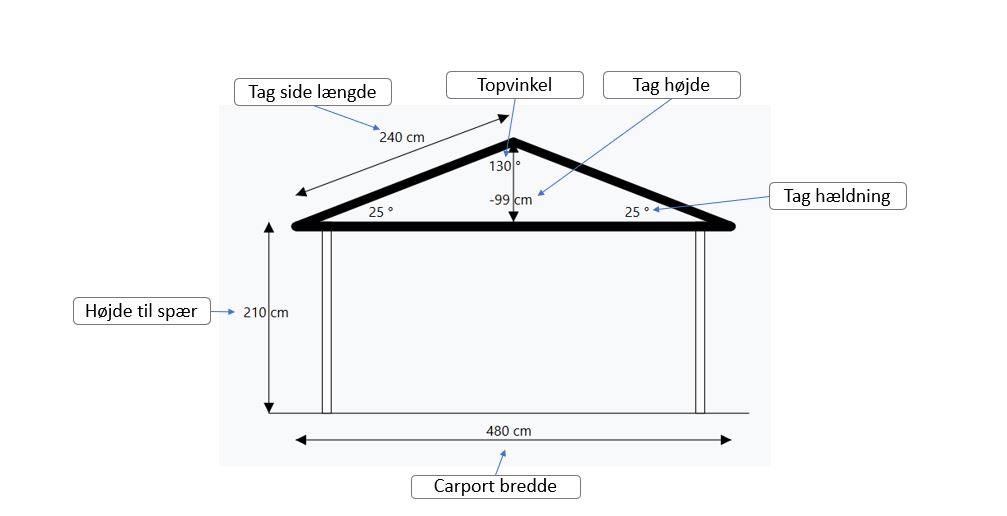 Topvinkel
Tag højde
Tag side længde
240 cm
130 °
Tag hældning
-99 cm
25 °
25 °
Højde til spær
210 cm
480 cm
Carport bredde